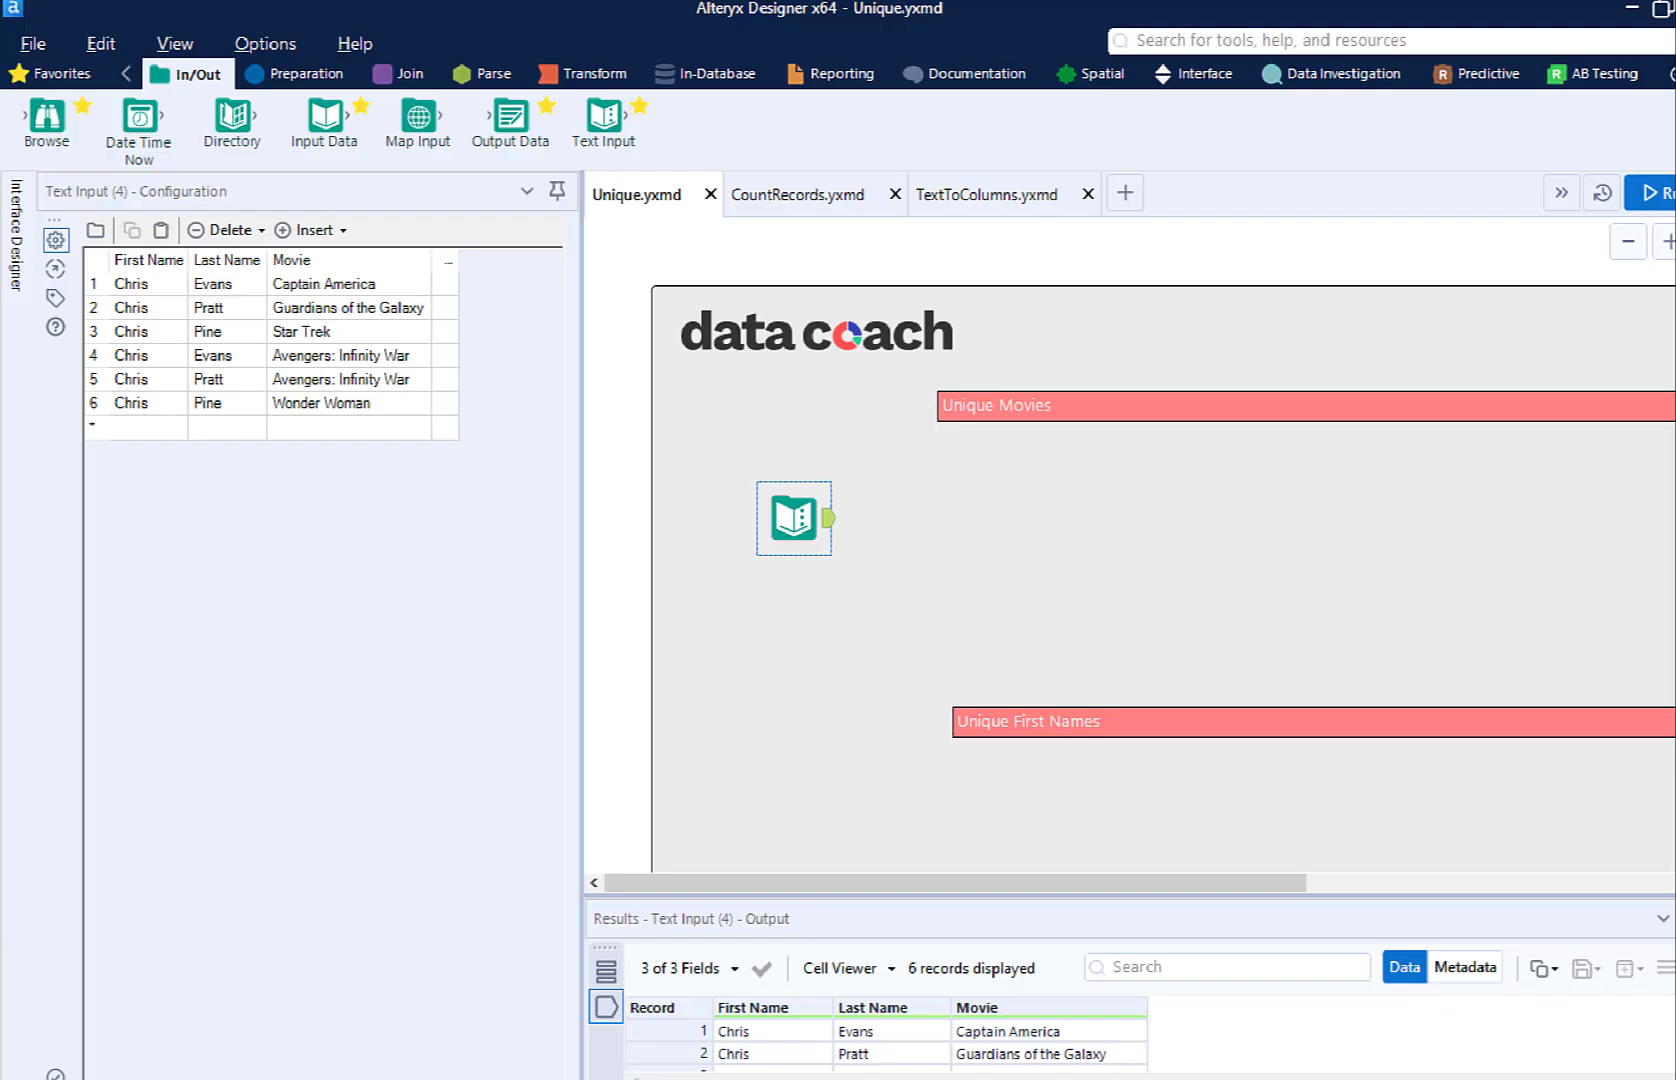 Alteryx Designer x64 - Unique.yxmd
File Edit View Options Help
Search for tools, help, and resources
Favorites In/Out Preparation Join Parse Transform In-Database Reporting Documentation Spatial Interface Data Investigation Predictive AB Testing
Browse Date Time Now Directory Input Data Map Input Output Data Text Input
Interface Designer
Text Input (4) - Configuration
Delete Insert
First Name Last Name Movie ...
1 Chris Evans Captain America
2 Chris Pratt Guardians of the Galaxy
3 Chris Pine Star Trek
4 Chris Evans Avengers: Infinity War
5 Chris Pratt Avengers: Infinity War
6 Chris Pine Wonder Woman
*
Unique.yxmd CountRecords.yxmd TextToColumns.yxmd
data coach
Unique Movies
Unique First Names
Results - Text Input (4) - Output
3 of 3 Fields Cell Viewer 6 records displayed Search Data Metadata
Record First Name Last Name Movie
1 Chris Evans Captain America
2 Chris Pratt Guardians of the Galaxy